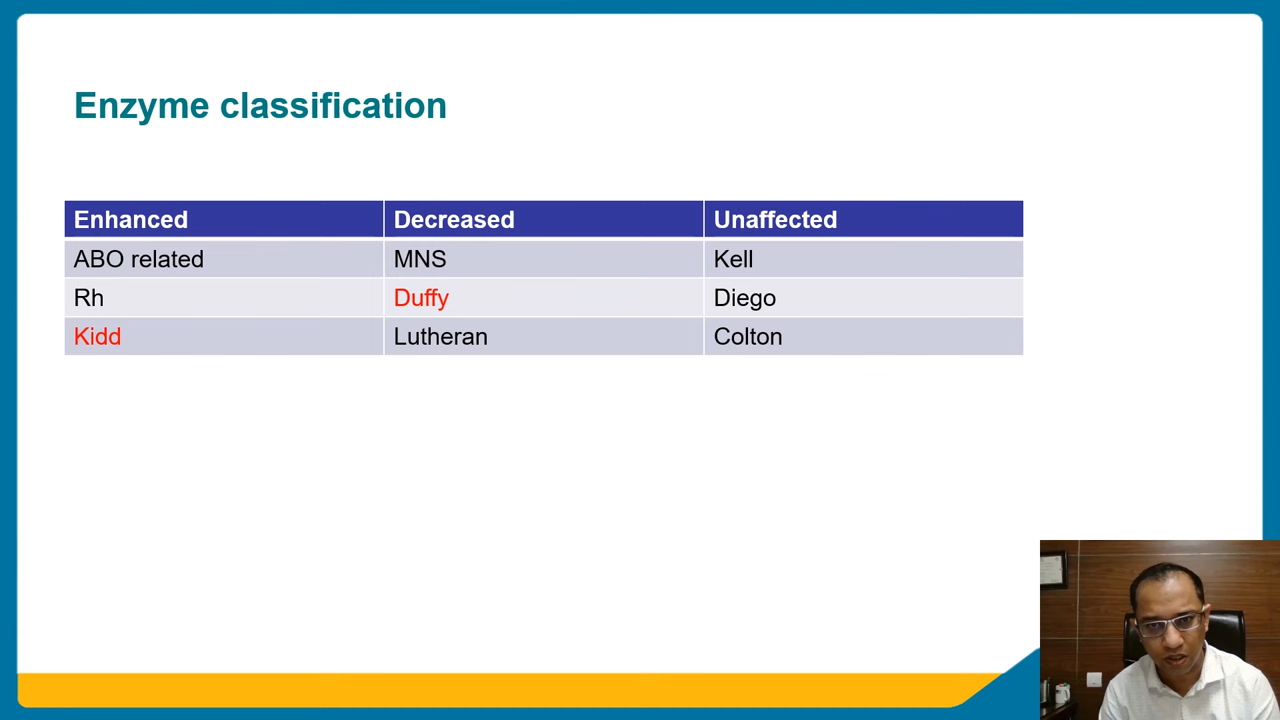 Enzyme classification
Enhanced Decreased Unaffected
ABO related MNS Kell
Rh Duffy Diego
Kidd Lutheran Colton